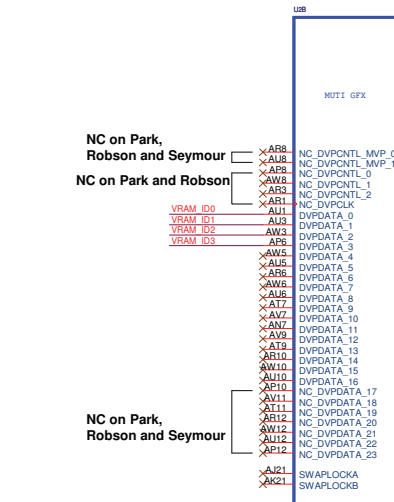 U2B
MUTI GFX
NC on Park,
Robson and Seymour
NC on Park and Robson
AR8 NC_DVPCNTL_MVP_0
AU8 NC_DVPCNTL_MVP_1
AP8 NC_DVPCNTL_0
AW8 NC_DVPCNTL_1
AR3 NC_DVPCNTL_2
AR1 NC_DVPCLK
VRAM_ID0 AU1 DVPDATA_0
VRAM_ID1 AU3 DVPDATA_1
VRAM_ID2 AW3 DVPDATA_2
VRAM_ID3 AP6 DVPDATA_3
AW5 DVPDATA_4
AU5 DVPDATA_5
AR6 DVPDATA_6
AW6 DVPDATA_7
AU6 DVPDATA_8
AT7 DVPDATA_9
AV7 DVPDATA_10
AN7 DVPDATA_11
AV9 DVPDATA_12
AT9 DVPDATA_13
AR10 DVPDATA_14
AW10 DVPDATA_15
AU10 DVPDATA_16
AP10 NC_DVPDATA_17
AV11 NC_DVPDATA_18
AT11 NC_DVPDATA_19
AR12 NC_DVPDATA_20
AW12 NC_DVPDATA_21
AU12 NC_DVPDATA_22
AP12 NC_DVPDATA_23
NC on Park,
Robson and Seymour
AJ21 SWAPLOCKA
AK21 SWAPLOCKB